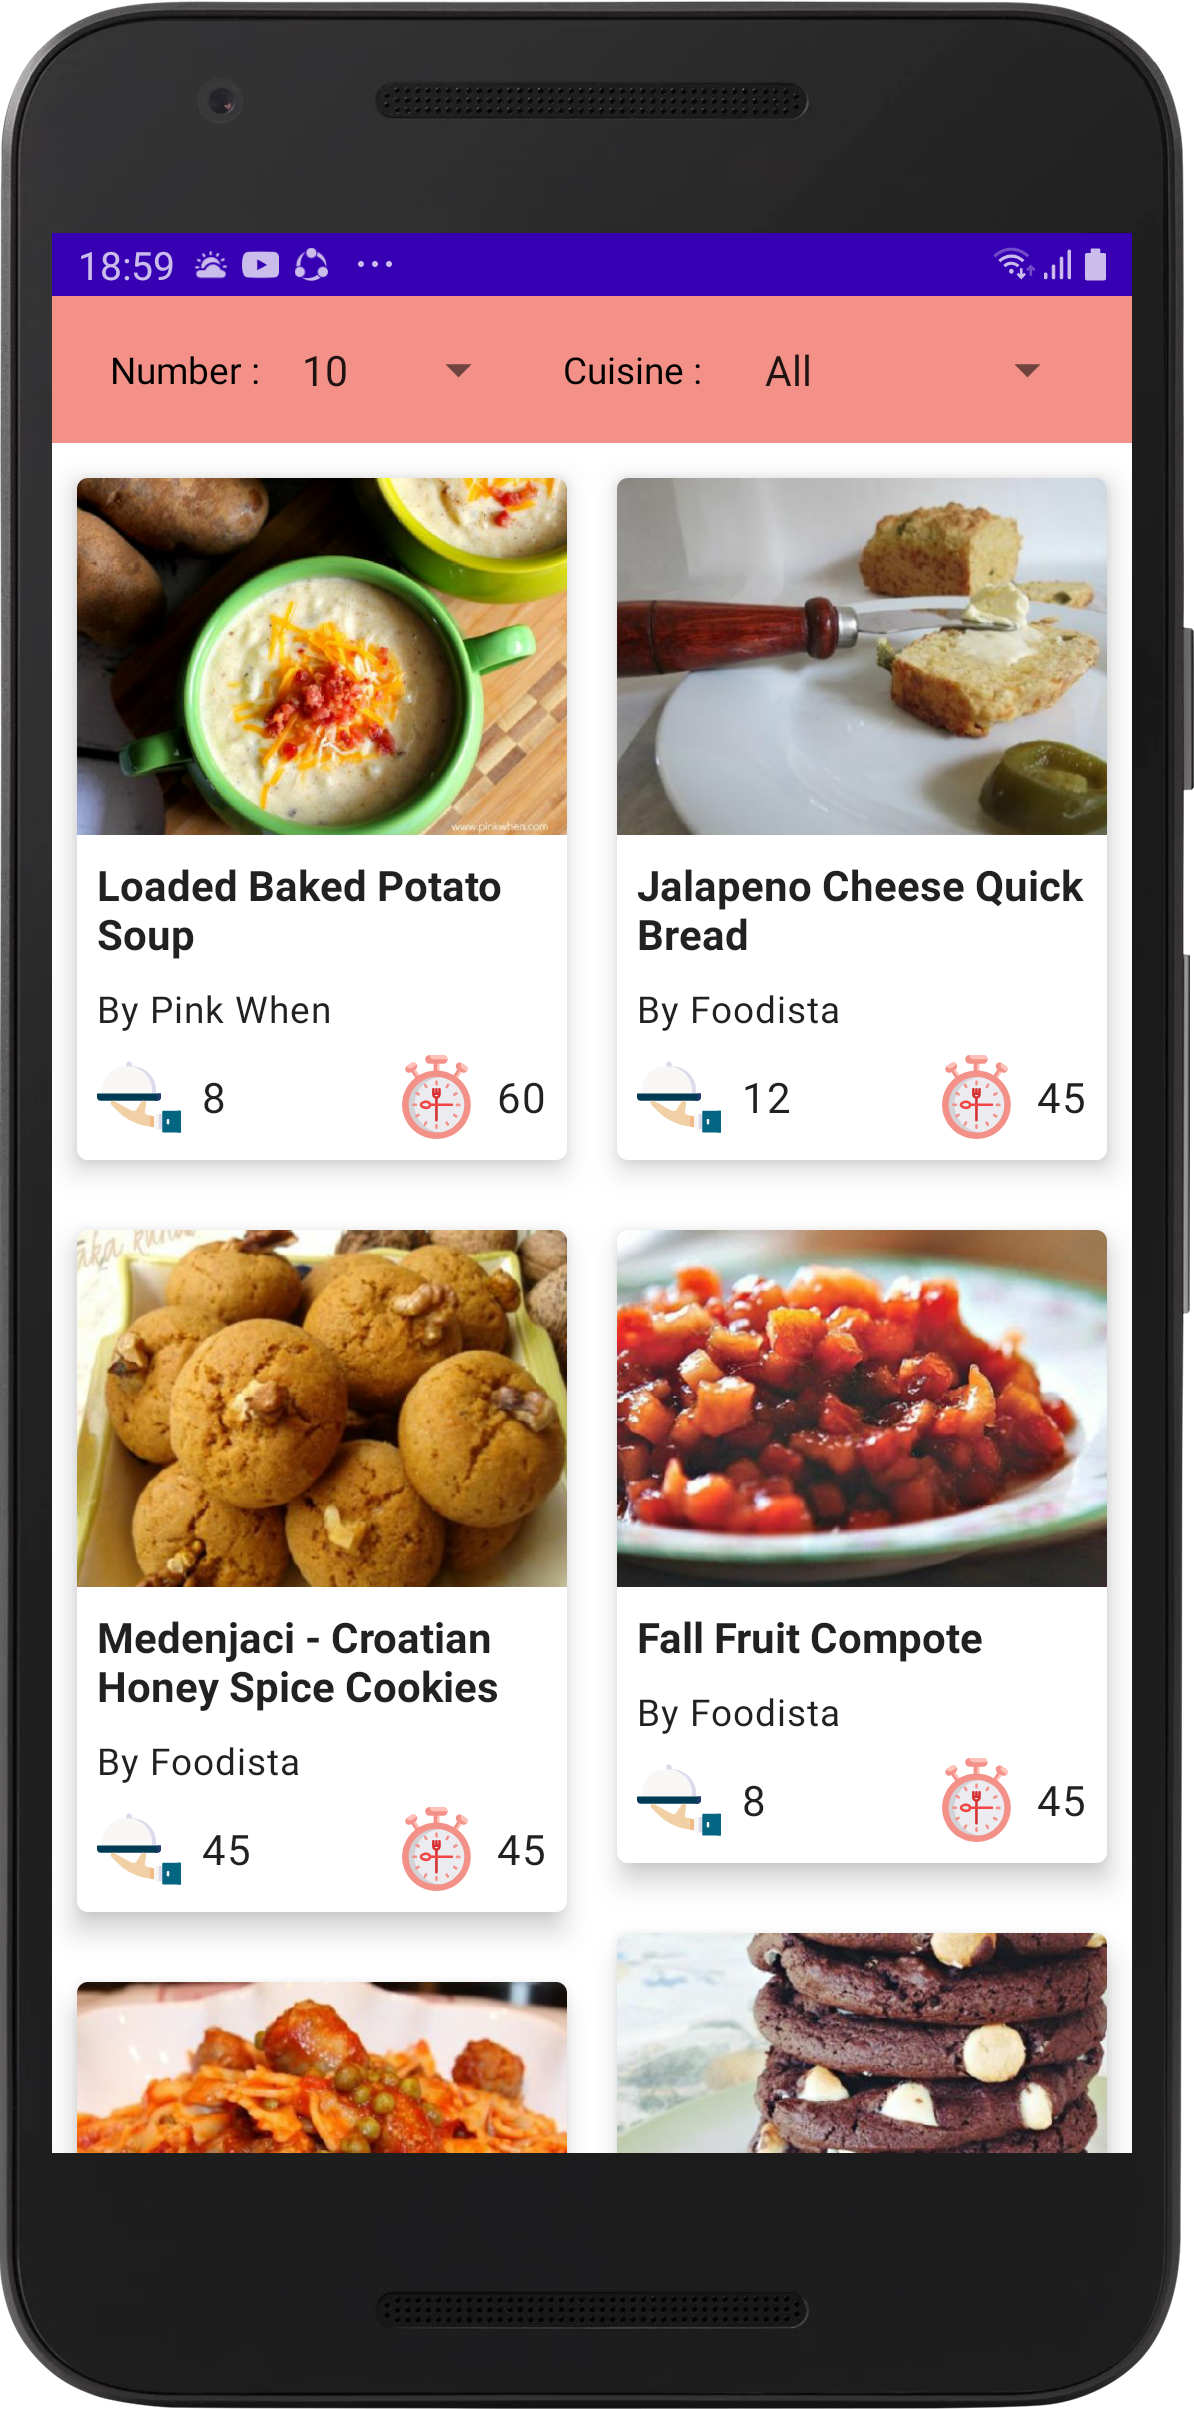 18:59
Number : 10 Cuisine : All
www.pinkwhen.com
Loaded Baked Potato
Soup
By Pink When
8 60
Jalapeno Cheese Quick
Bread
By Foodista
12 45
Medenjaci - Croatian
Honey Spice Cookies
By Foodista
45 45
Fall Fruit Compote
By Foodista
8 45